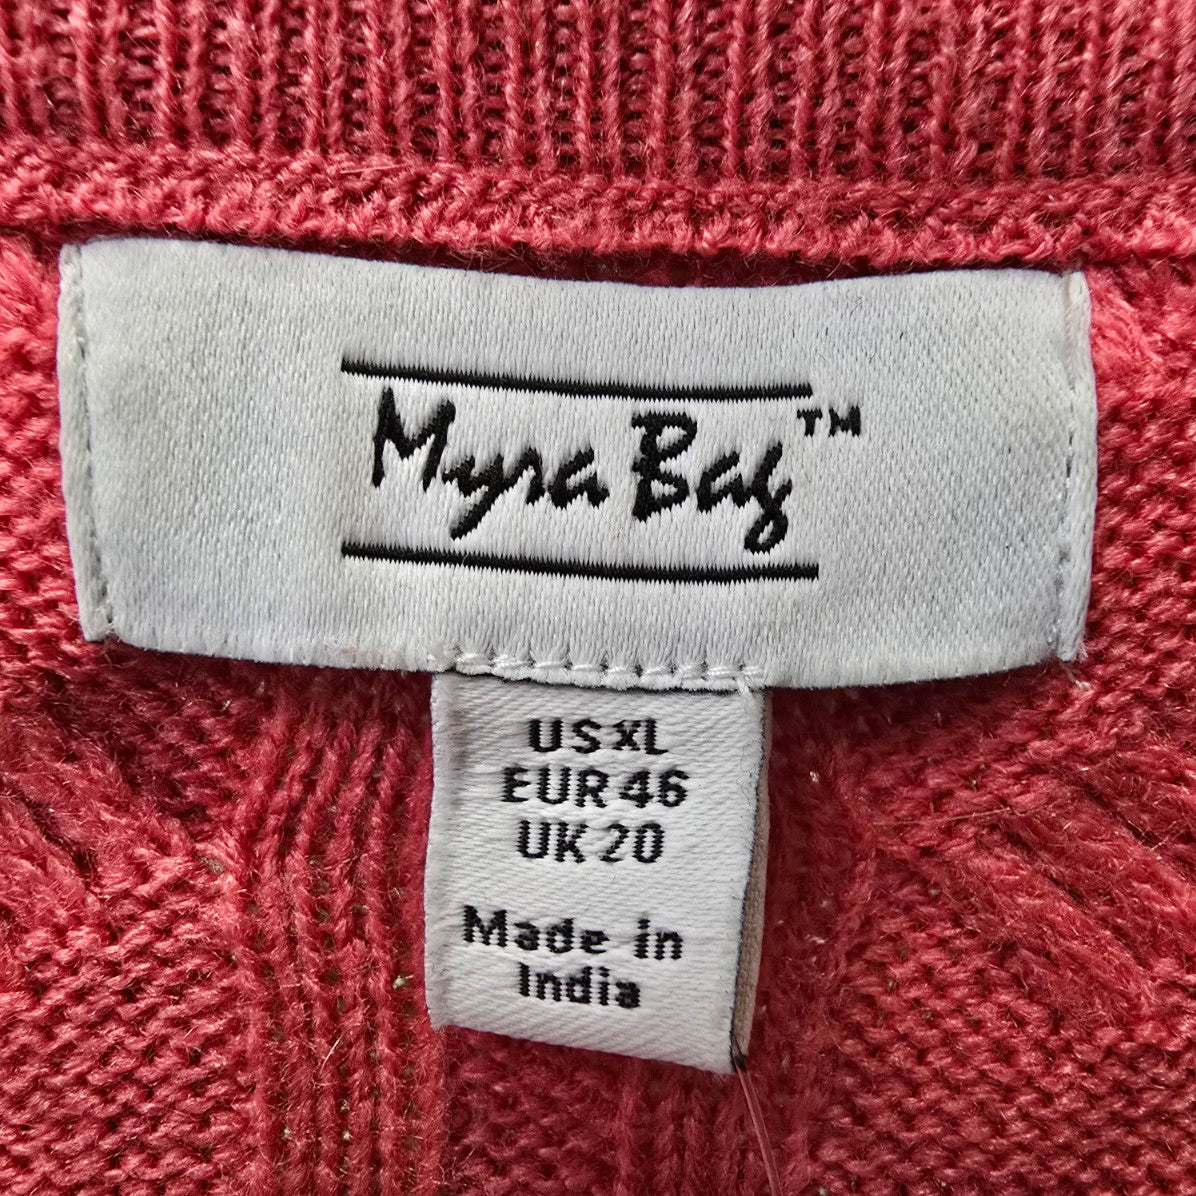 Myra Bag™
US XL
EUR 46
UK 20
Made in
India